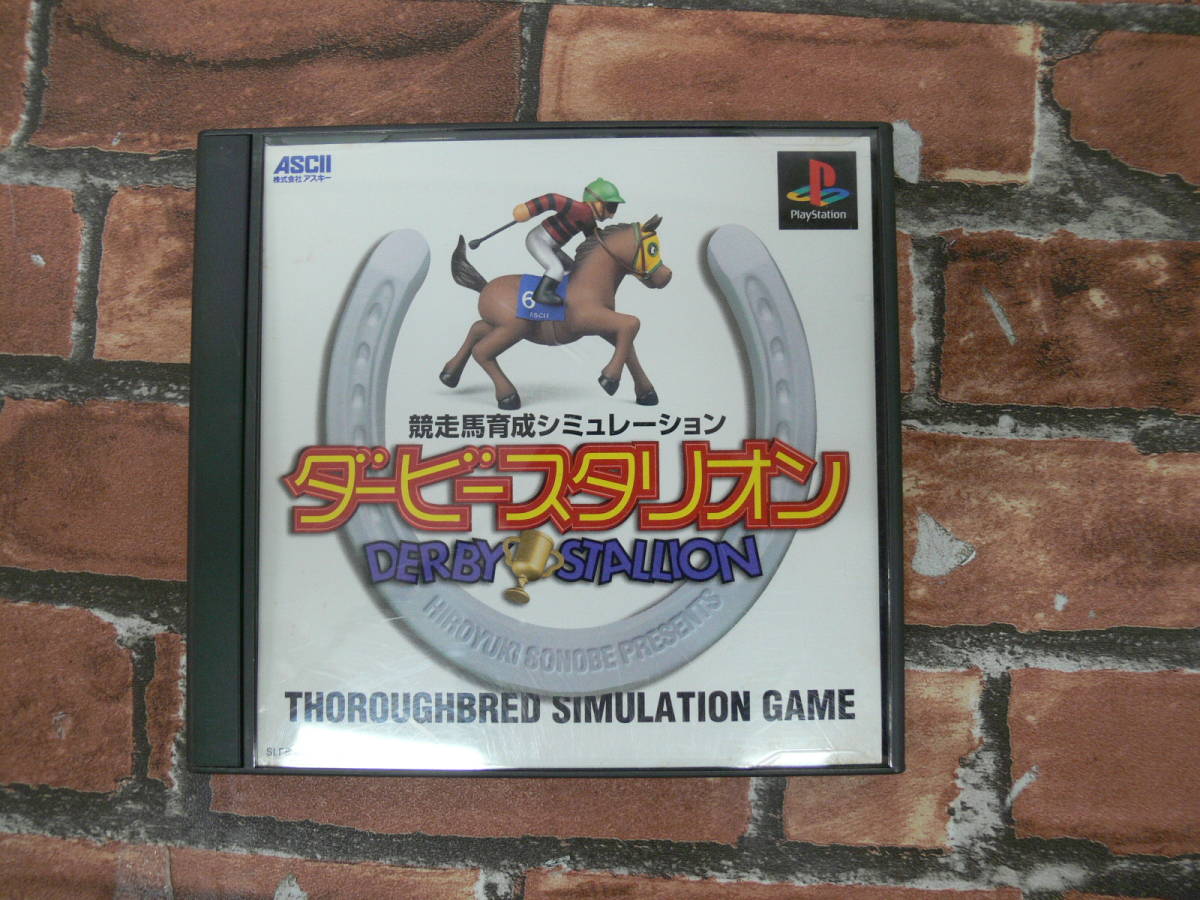 ASCII
株式会社アスキー
PlayStation
6
ASCII
競走馬育成シミュレーション
ダービースタリオン
DERBY STALLION
HIROYUKI SONOBE PRESENTS
THOROUGHBRED SIMULATION GAME